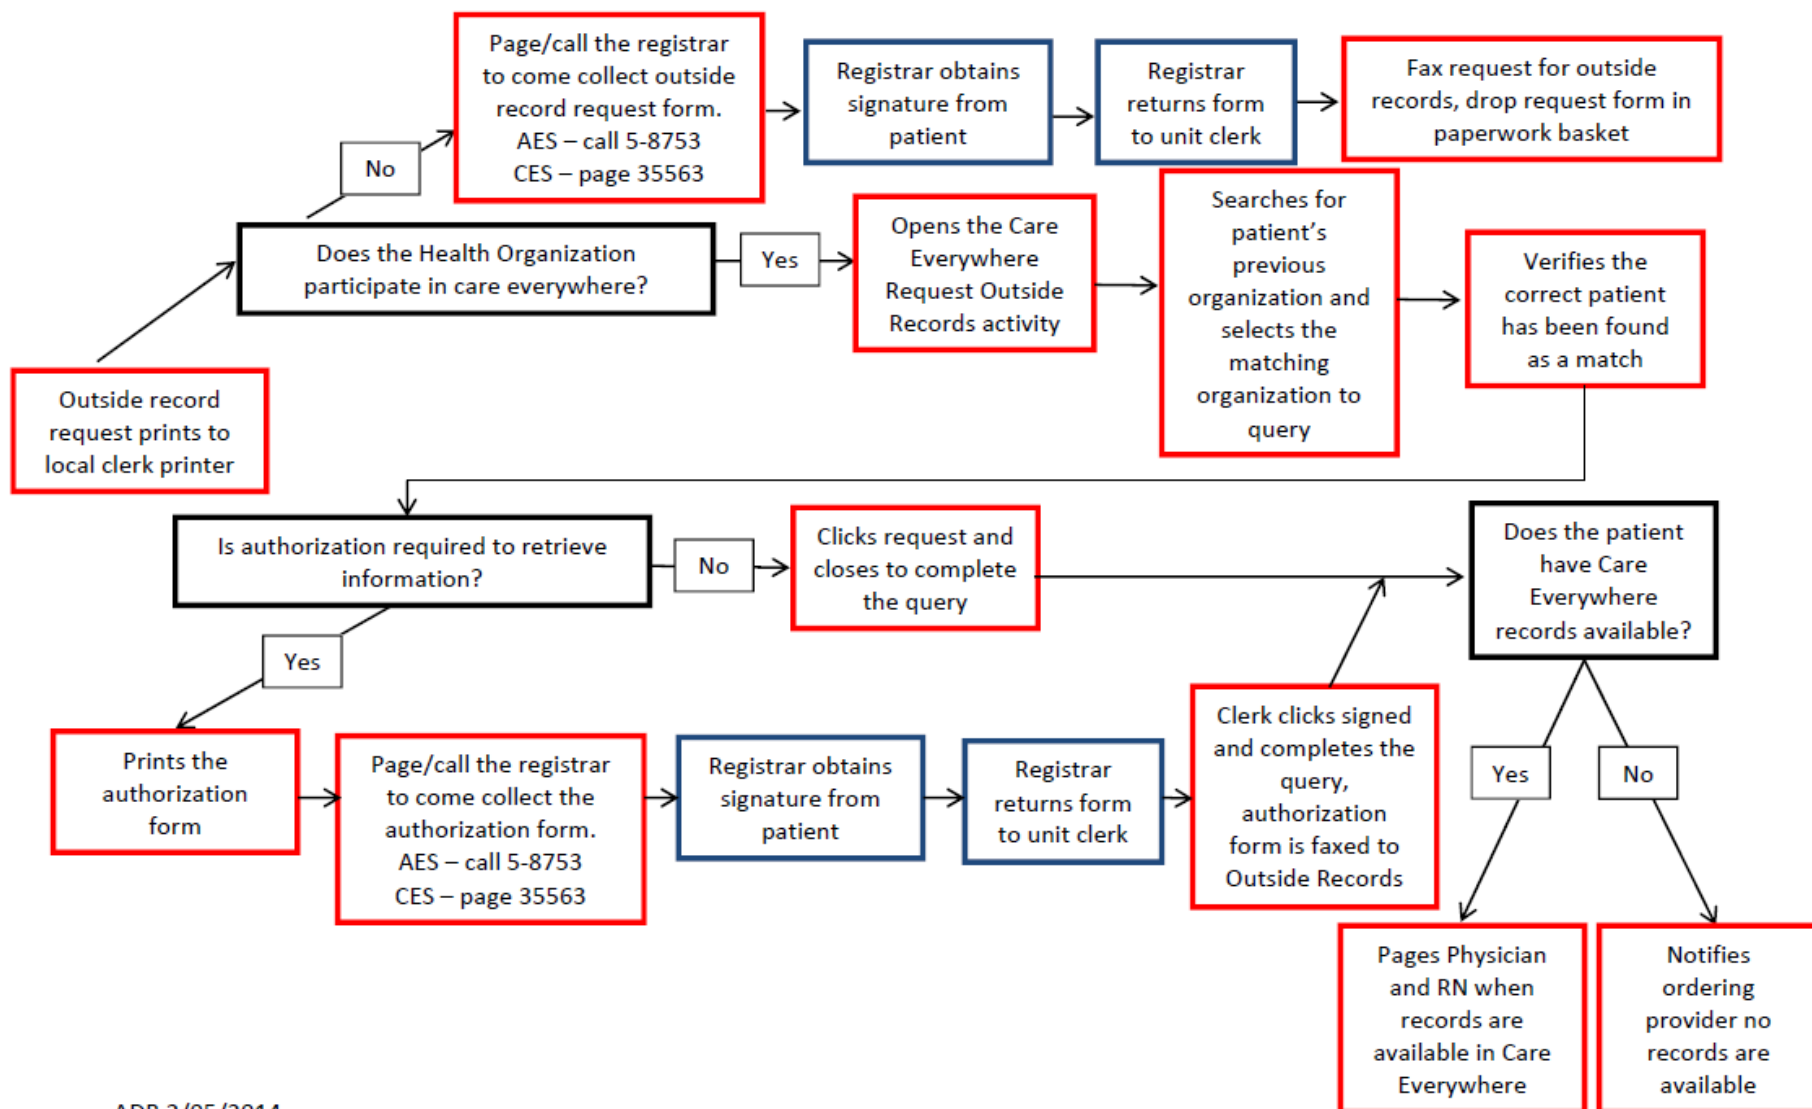 Page/call the registrar
to come collect outside
record request form.
AES – call 5-8753
CES – page 35563
Registrar obtains
signature from
patient
Registrar
returns form
to unit clerk
Fax request for outside
records, drop request form in
paperwork basket
No
Does the Health Organization
participate in care everywhere?
Yes
Opens the Care
Everywhere
Request Outside
Records activity
Searches for
patient’s
previous
organization and
selects the
matching
organization to
query
Verifies the
correct patient
has been found
as a match
Outside record
request prints to
local clerk printer
Is authorization required to retrieve
information?
No
Clicks request and
closes to complete
the query
Does the patient
have Care
Everywhere
records available?
Yes
Prints the
authorization
form
Page/call the registrar
to come collect the
authorization form.
AES – call 5-8753
CES – page 35563
Registrar obtains
signature from
patient
Registrar
returns form
to unit clerk
Clerk clicks signed
and completes the
query,
authorization
form is faxed to
Outside Records
Yes
No
Pages Physician
and RN when
records are
available in Care
Everywhere
Notifies
ordering
provider no
records are
available